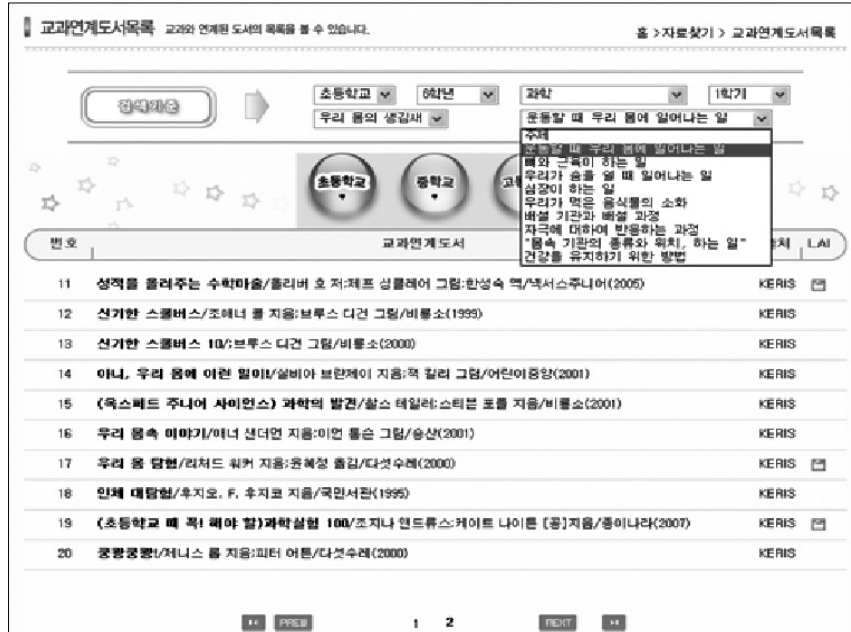 교과연계도서목록 교과와 연계된 도서의 목록을 볼 수 있습니다. 홈 > 자료찾기 > 교과연계도서목록
검색기준 초등학교 6학년 과학 1학기
우리 몸의 생김새 운동할 때 우리 몸에 일어나는 일
주제
운동할 때 우리 몸에 일어나는 일
뼈와 근육이 하는 일
우리가 숨을 쉴 때 일어나는 일
심장이 하는 일
우리가 먹은 음식물의 소화
배설 기관과 배설 과정
자극에 대하여 반응하는 과정
"몸속 기관의 종류와 위치, 하는 일"
건강을 유지하기 위한 방법
초등학교 중학교
번호 교과연계도서 LAI
11 성적을 올려주는 수학마술/올리버 호 저;제프 싱클레어 그림;한성숙 역/넥서스주니어(2005) KERIS
12 신기한 스쿨버스/조애너 콜 지음;브루스 디건 그림/비룡소(1999) KERIS
13 신기한 스쿨버스 10/;브루스 디건 그림/비룡소(2000) KERIS
14 아니, 우리 몸에 이런 일이!/실비아 브란제이 지음;잭 킬리 그림/어린이중앙(2001) KERIS
15 (옥스퍼드 주니어 사이언스) 과학의 발견/찰스 테일러;스티븐 포플 지음/비룡소(2001) KERIS
16 우리 몸속 이야기/애너 샌더먼 지음;이언 톰슨 그림/승산(2001) KERIS
17 우리 몸 탐험/리처드 워커 지음;윤혜정 옮김/다섯수레(2000) KERIS
18 인체 대탐험/후지오. F. 후지코 지음/국민서관(1995) KERIS
19 (초등학교 때 꼭! 해야 할)과학실험 100/조지나 앤드류스;케이트 나이튼 [공]지음/종이나라(2007) KERIS
20 쿵쾅쿵쾅!/제니스 롭 지음;피터 어튼/다섯수레(2000) KERIS
PREV 1 2 NEXT